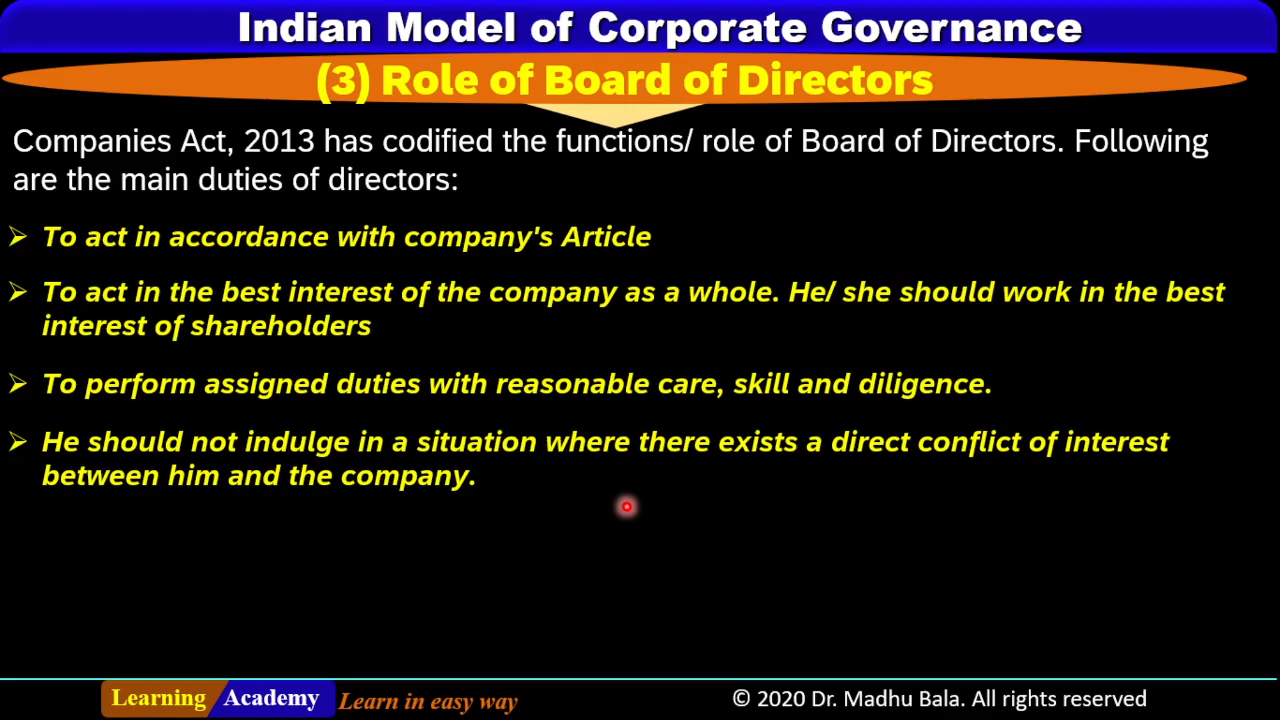 Indian Model of Corporate Governance
(3) Role of Board of Directors
Companies Act, 2013 has codified the functions/ role of Board of Directors. Following
are the main duties of directors:
➢ To act in accordance with company's Article
➢ To act in the best interest of the company as a whole. He/ she should work in the best
interest of shareholders
➢ To perform assigned duties with reasonable care, skill and diligence.
➢ He should not indulge in a situation where there exists a direct conflict of interest
between him and the company.
Learning Academy Learn in easy way © 2020 Dr. Madhu Bala. All rights reserved